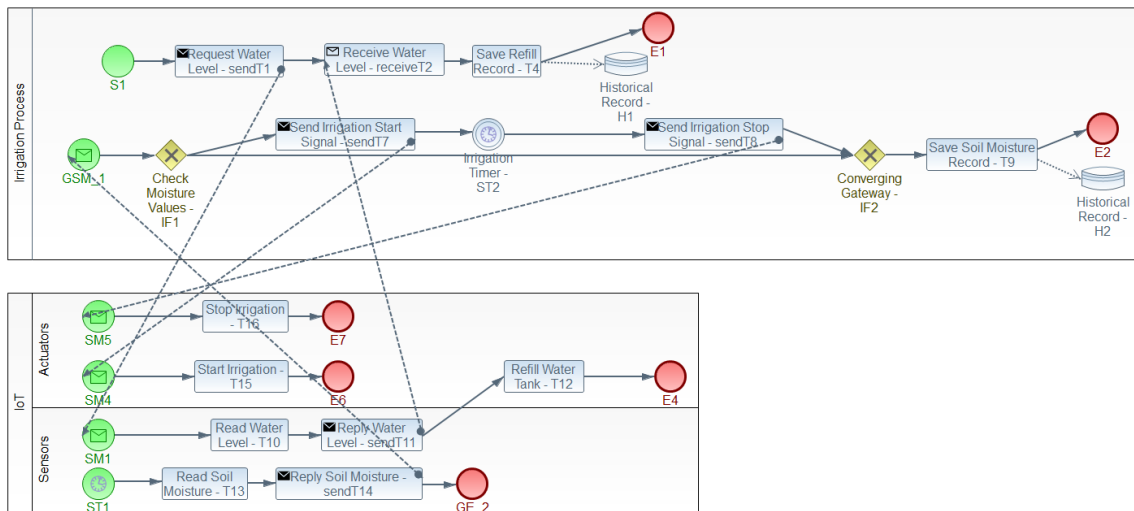 Irrigation Process
Request Water
Level - sendT1
Receive Water
Level - receiveT2
Save Refill
Record - T4
E1
S1
Historical
Record -
H1
Send Irrigation Start
Signal - sendT7
Irrigation
Timer -
ST2
Send Irrigation Stop
Signal - sendT8
Save Soil Moisture
Record - T9
E2
GSM_1
Check
Moisture
Values -
IF1
Converging
Gateway -
IF2
Historical
Record -
H2
IoT
Actuators
Stop Irrigation
- T16
SM5
E7
Start Irrigation -
T15
SM4
E6
Refill Water
Tank - T12
E4
Sensors
Read Water
Level - T10
Reply Water
Level - sendT11
SM1
Read Soil
Moisture - T13
Reply Soil Moisture -
sendT14
ST1
GE_2